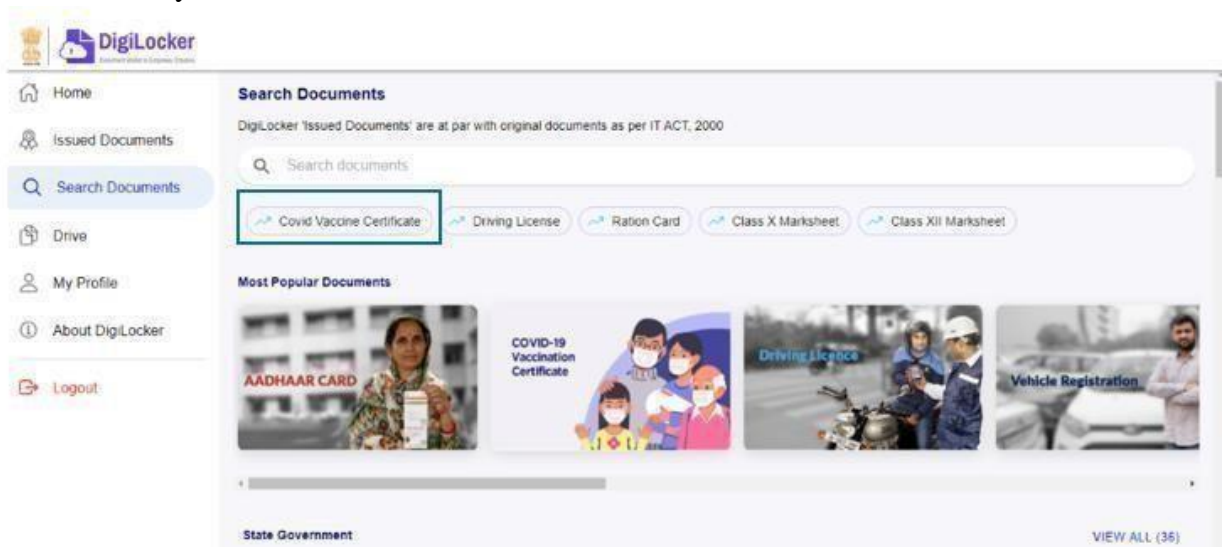 DigiLocker
Home
Issued Documents
Search Documents
Drive
My Profile
About DigiLocker
Logout
Search Documents
DigiLocker 'Issued Documents' are at par with original documents as per IT ACT, 2000
Search documents
Covid Vaccine Certificate
Driving License
Ration Card
Class X Marksheet
Class XII Marksheet
Most Popular Documents
AADHAAR CARD
COVID-19
Vaccination
Certificate
Driving Licence
Vehicle Registration
State Government
VIEW ALL (36)